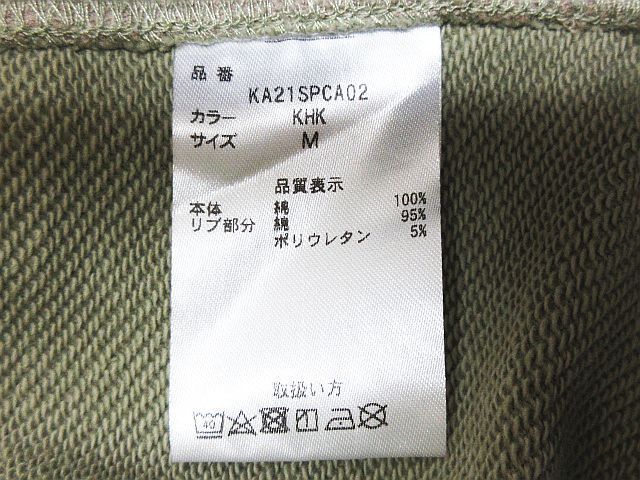 品番
KA21SPCA02
カラー KHK
サイズ M
品質表示
本体 綿 100%
リブ部分 綿 95%
ポリウレタン 5%
取扱い方
40